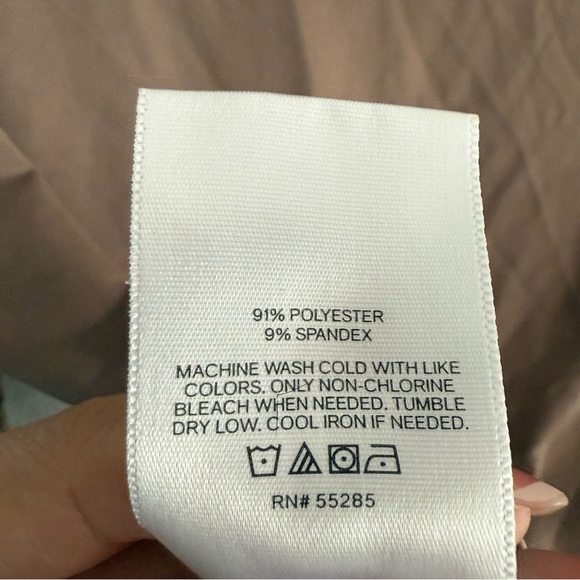 91% POLYESTER
9% SPANDEX
MACHINE WASH COLD WITH LIKE
COLORS. ONLY NON-CHLORINE
BLEACH WHEN NEEDED. TUMBLE
DRY LOW. COOL IRON IF NEEDED.
RN# 55285